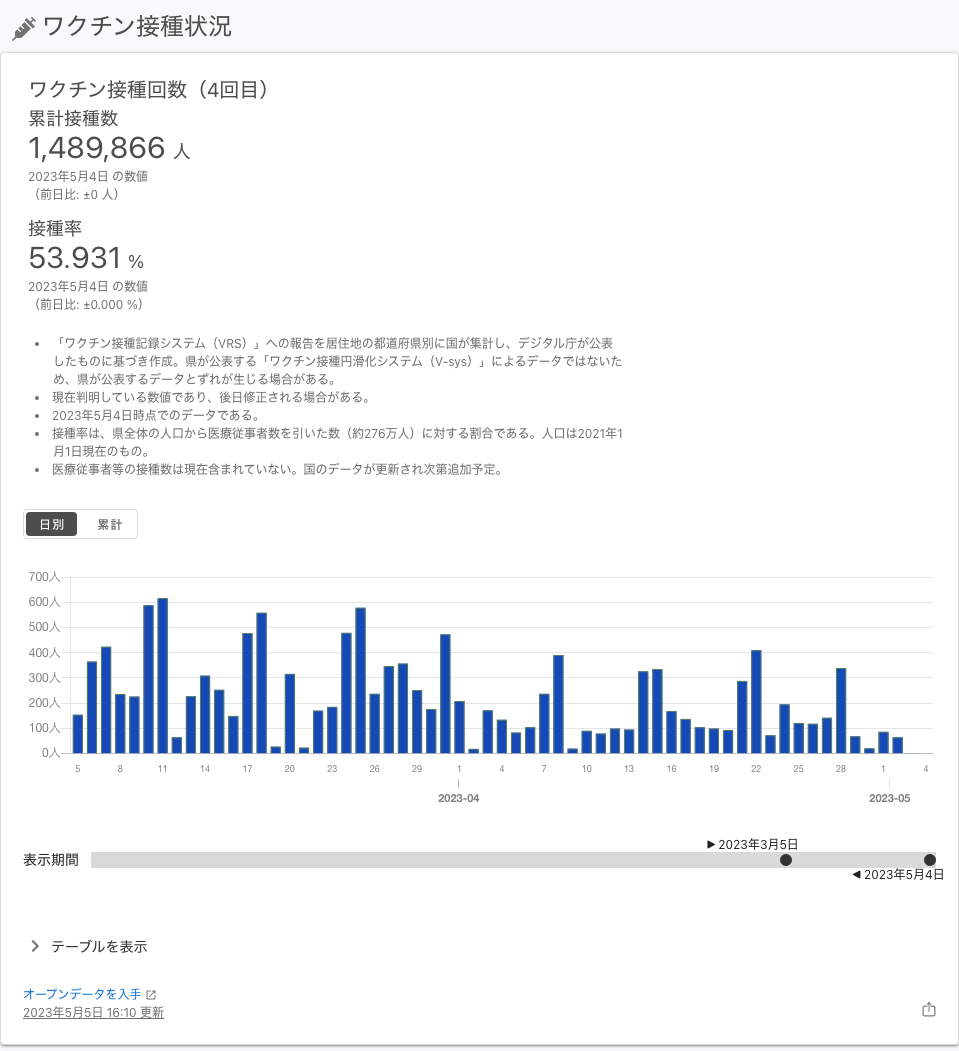 ワクチン接種状況
ワクチン接種回数（4回目）
累計接種数
1,489,866 人
2023年5月4日 の数値
（前日比: ±0 人）
接種率
53.931 %
2023年5月4日 の数値
（前日比: ±0.000 %）
• 「ワクチン接種記録システム（VRS）」への報告を居住地の都道府県別に国が集計し、デジタル庁が公表
したものに基づき作成。県が公表する「ワクチン接種円滑化システム（V-sys）」によるデータではないた
め、県が公表するデータとずれが生じる場合がある。
• 現在判明している数値であり、後日修正される場合がある。
• 2023年5月4日時点でのデータである。
• 接種率は、県全体の人口から医療従事者数を引いた数（約276万人）に対する割合である。人口は2021年1
月1日現在のもの。
• 医療従事者等の接種数は現在含まれていない。国のデータが更新され次第追加予定。
日別 累計
700人
600人
500人
400人
300人
200人
100人
0人
5 8 11 14 17 20 23 26 29 1 4 7 10 13 16 19 22 25 28 1 4
2023-04 2023-05
▶ 2023年3月5日
表示期間
◀ 2023年5月4日
テーブルを表示
オープンデータを入手
2023年5月5日 16:10 更新